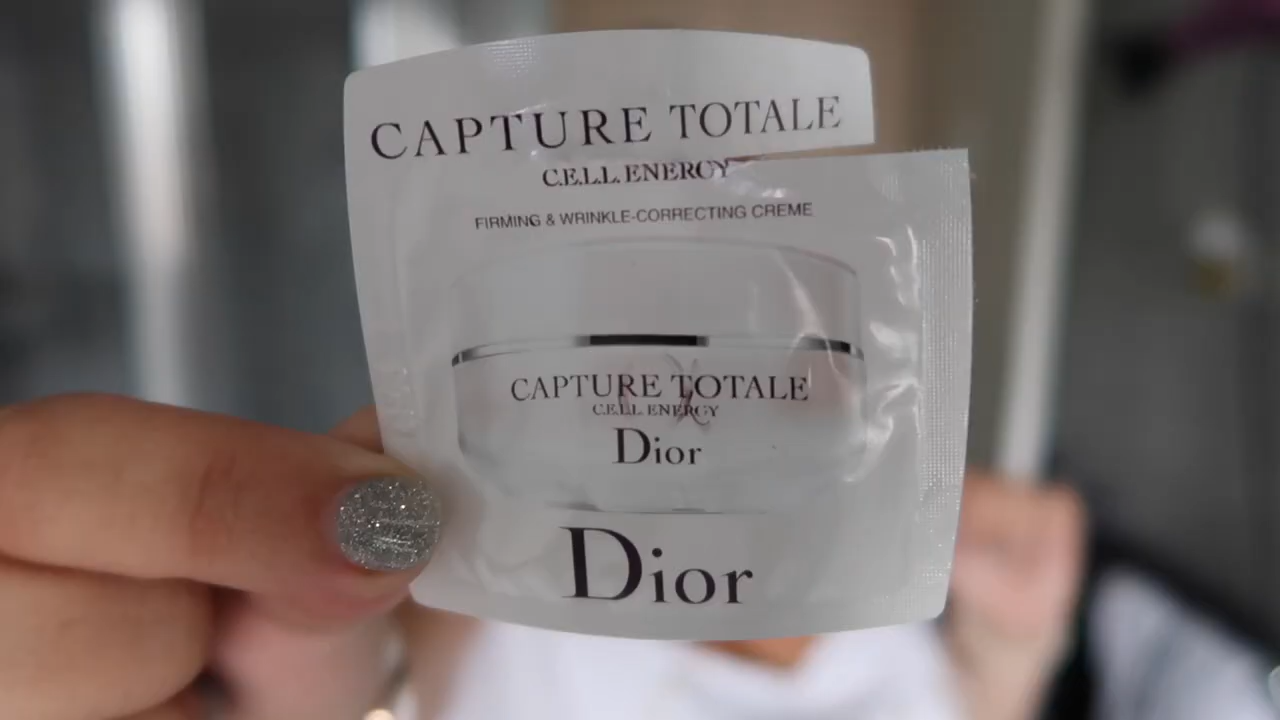 CAPTURE TOTALE
C.E.L.L. ENERGY
FIRMING & WRINKLE-CORRECTING CREME
CAPTURE TOTALE
C.E.L.L. ENERGY
Dior
Dior